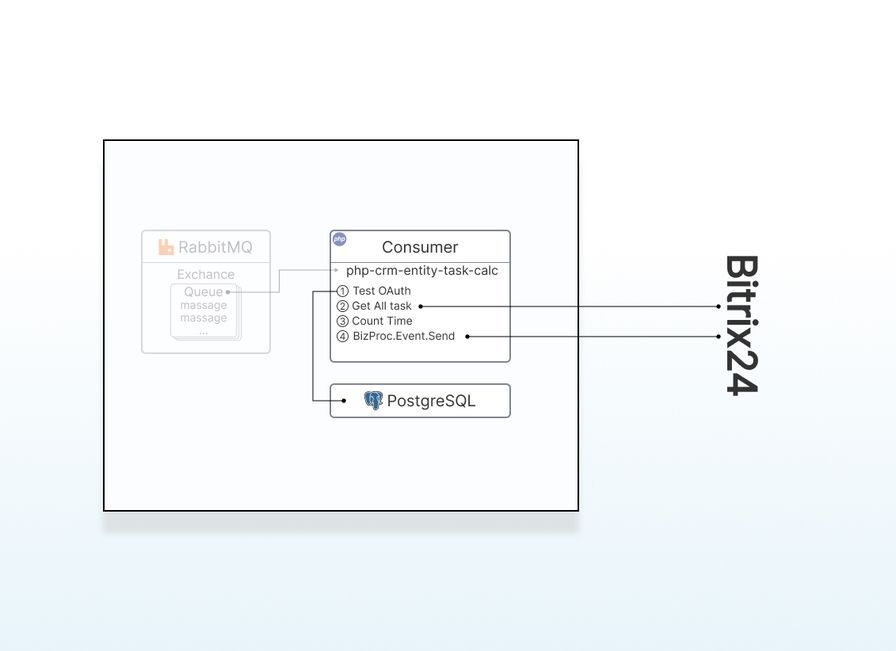 RabbitMQ
Exchance
Queue
massage
massage
...
php
Consumer
php-crm-entity-task-calc
1 Test OAuth
2 Get All task
3 Count Time
4 BizProc.Event.Send
PostgreSQL
Bitrix24